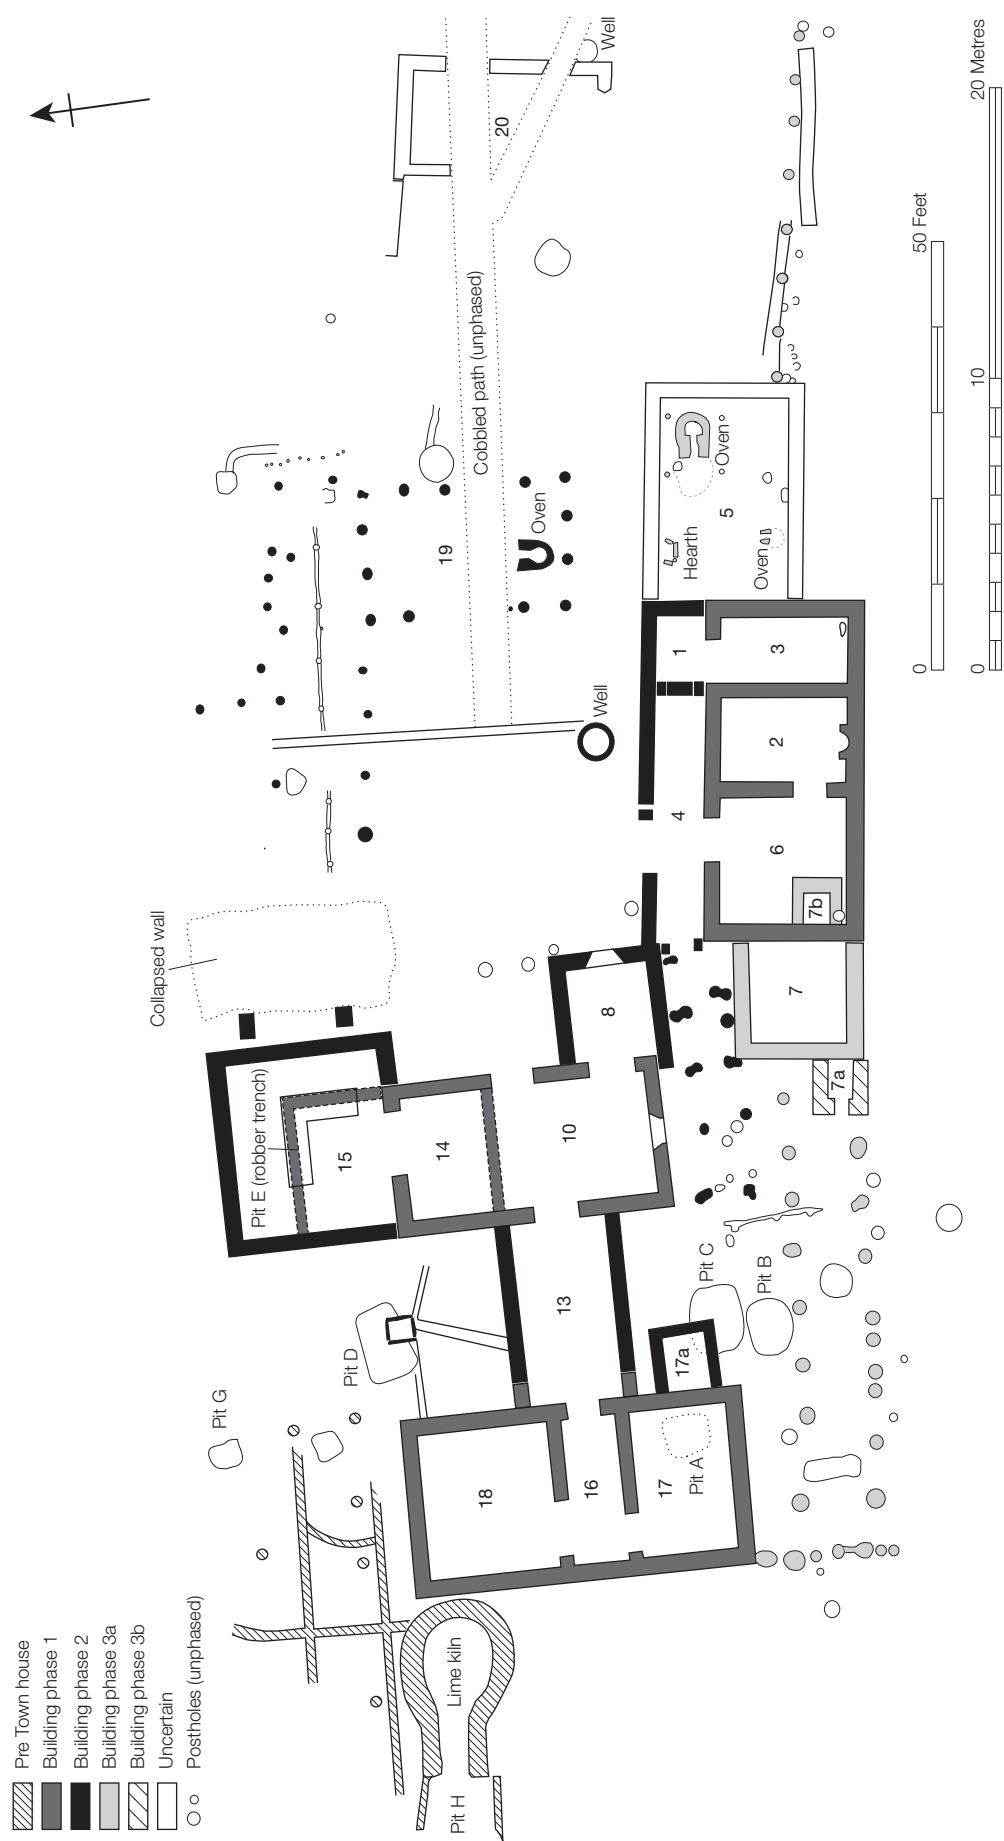 Pre Town house
Building phase 1
Building phase 2
Building phase 3a
Building phase 3b
Uncertain
Postholes (unphased)
Pit H
Lime kiln
Pit G
Pit D
18
16
17
Pit A
17a
Pit C
Pit B
13
Pit E (robber trench)
15
14
10
8
Collapsed wall
7a
7
7b
6
4
2
1
3
Well
19
Oven
Cobbled path (unphased)
5
Hearth
Oven
Oven
20
Well
0
50 Feet
0
10
20 Metres